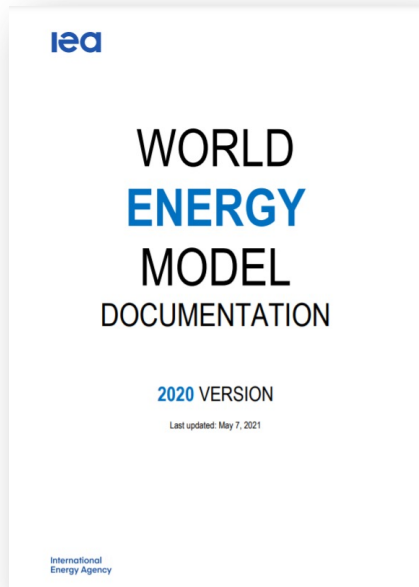 iea
WORLD
ENERGY
MODEL
DOCUMENTATION
2020 VERSION
Last updated: May 7, 2021
International
Energy Agency